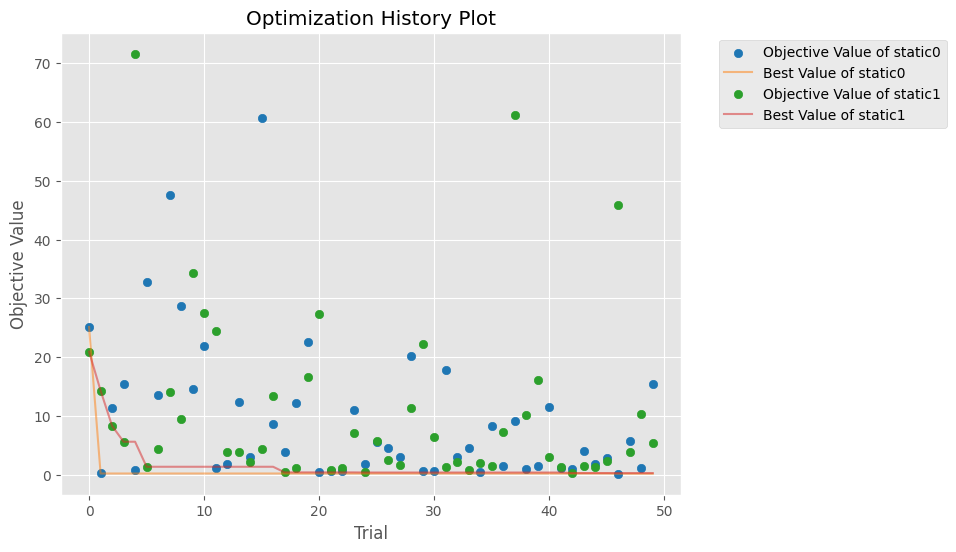 Optimization History Plot
Objective Value of static0
Best Value of static0
Objective Value of static1
Best Value of static1
Objective Value
70
60
50
40
30
20
10
0
0 10 20 30 40 50
Trial